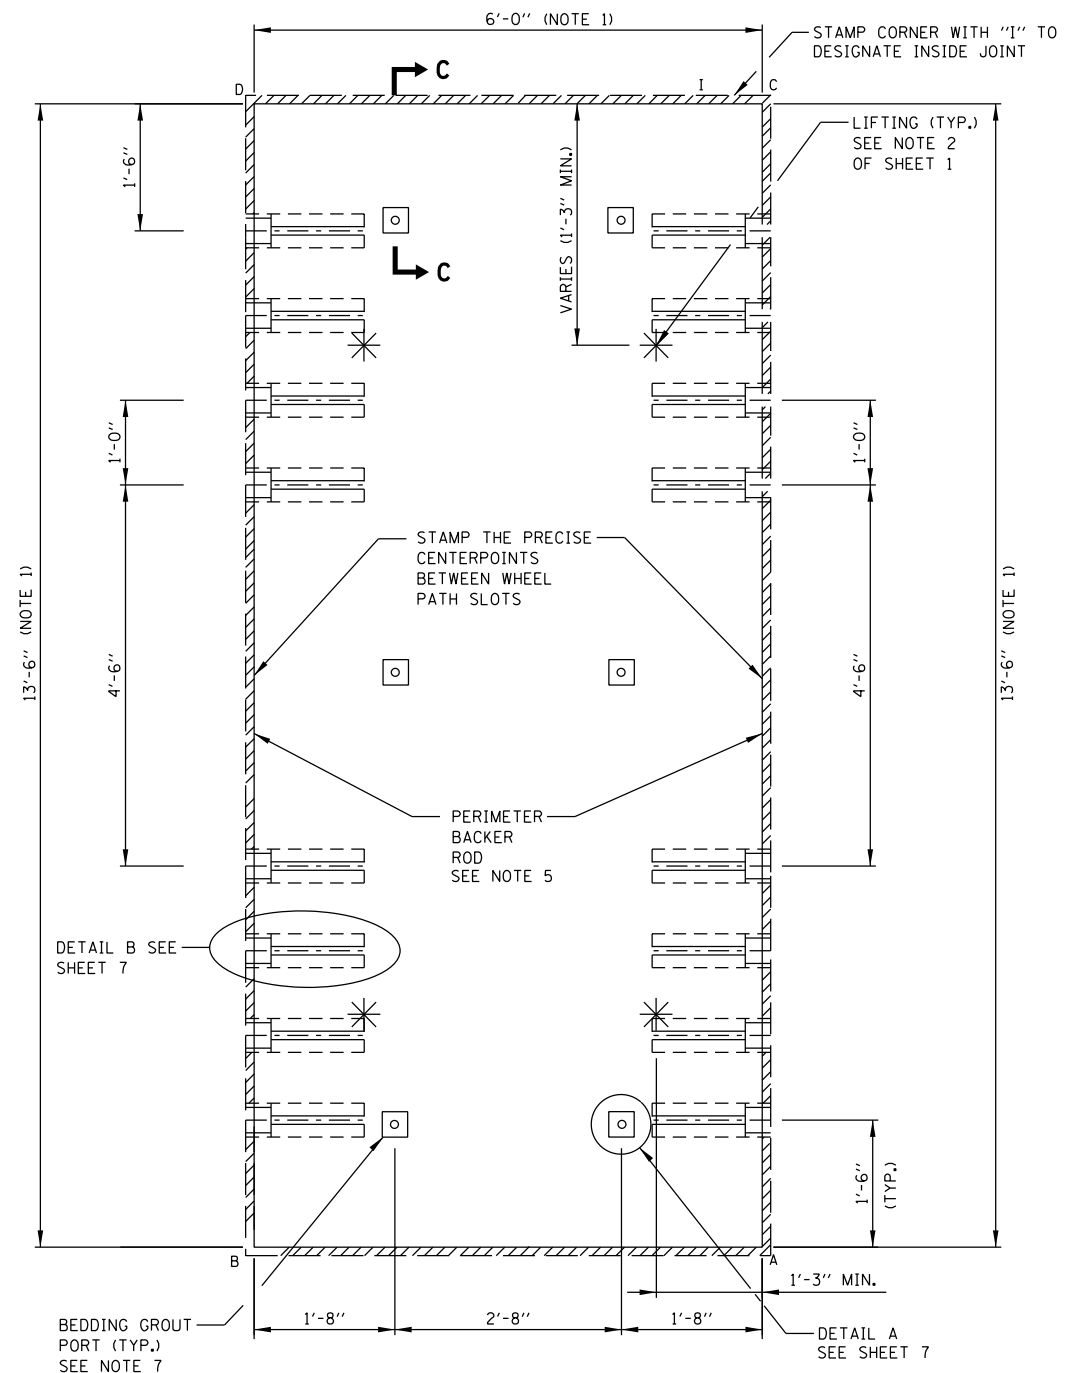 6'-0" (NOTE 1)
STAMP CORNER WITH "I" TO
DESIGNATE INSIDE JOINT
D
C
I
C
LIFTING (TYP.)
SEE NOTE 2
OF SHEET 1
1'-6"
VARIES (1'-3" MIN.)
C
1'-0"
1'-0"
STAMP THE PRECISE
CENTERPOINTS
BETWEEN WHEEL
PATH SLOTS
13'-6" (NOTE 1)
4'-6"
4'-6"
13'-6" (NOTE 1)
PERIMETER
BACKER
ROD
SEE NOTE 5
DETAIL B SEE
SHEET 7
1'-6"
(TYP.)
B
A
1'-3" MIN.
1'-8"
2'-8"
1'-8"
BEDDING GROUT
PORT (TYP.)
SEE NOTE 7
DETAIL A
SEE SHEET 7